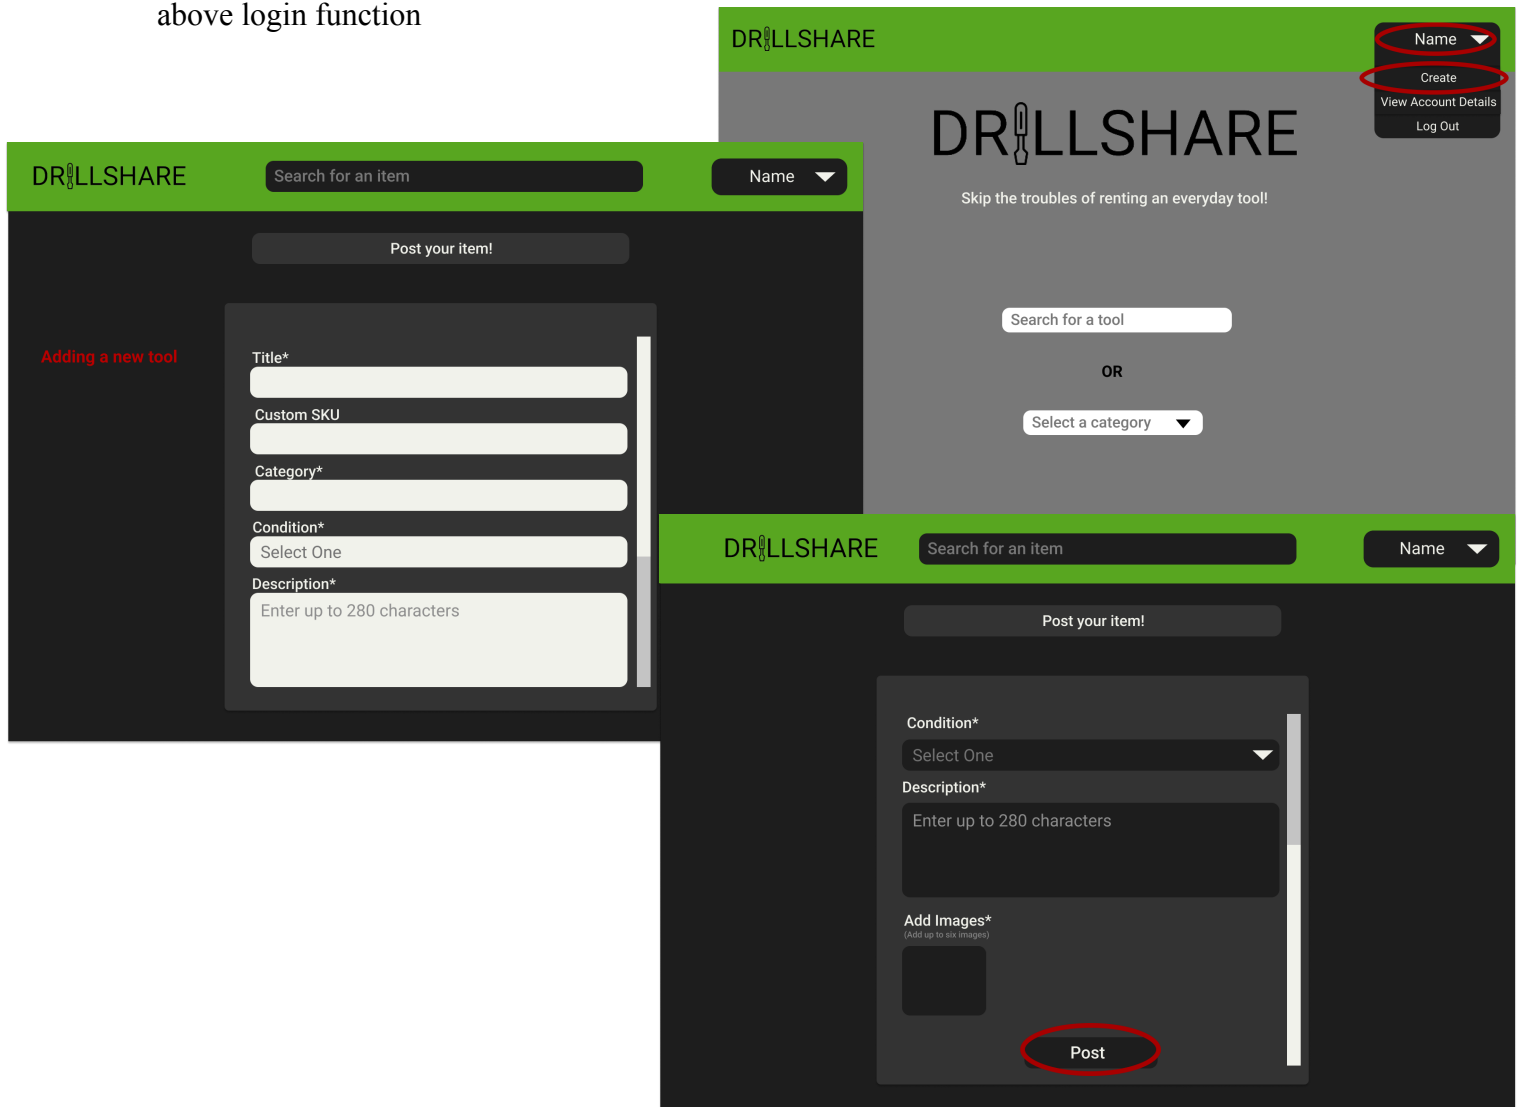 above login function
DRILLSHARE
Name
Create
View Account Details
Log Out
DRILLSHARE
Skip the troubles of renting an everyday tool!
Search for a tool
OR
Select a category
DRILLSHARE
Search for an item
Name
Post your item!
Adding a new tool
Title*
Custom SKU
Category*
Condition*
Select One
Description*
Enter up to 280 characters
DRILLSHARE
Search for an item
Name
Post your item!
Condition*
Select One
Description*
Enter up to 280 characters
Add Images*
(Add up to six images)
Post